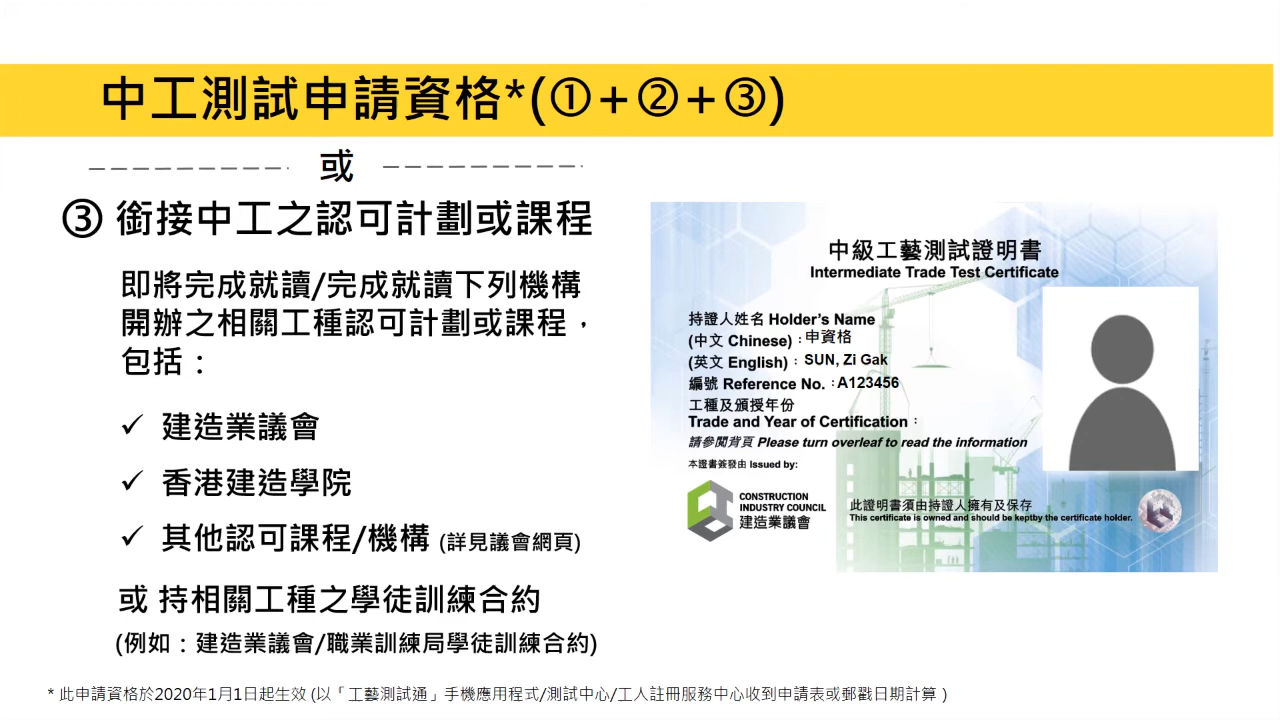 中工測試申請資格*(①+②+③)
或
③ 銜接中工之認可計劃或課程
即將完成就讀/完成就讀下列機構
開辦之相關工種認可計劃或課程，
包括：
✓ 建造業議會
✓ 香港建造學院
✓ 其他認可課程/機構 (詳見議會網頁)
或 持相關工種之學徒訓練合約
(例如：建造業議會/職業訓練局學徒訓練合約)
中級工藝測試證明書
Intermediate Trade Test Certificate
持證人姓名 Holder's Name
(中文 Chinese)：申資格
(英文 English)： SUN, Zi Gak
編號 Reference No. ：A123456
工種及頒授年份
Trade and Year of Certification：
請參閱背頁 Please turn overleaf to read the information
本證書簽發由 Issued by:
CONSTRUCTION
INDUSTRY COUNCIL
建造業議會
此證明書須由持證人擁有及保存
This certificate is owned and should be keptby the certificate holder.
* 此申請資格於2020年1月1日起生效 (以「工藝測試通」手機應用程式/測試中心/工人註冊服務中心收到申請表或郵戳日期計算 )